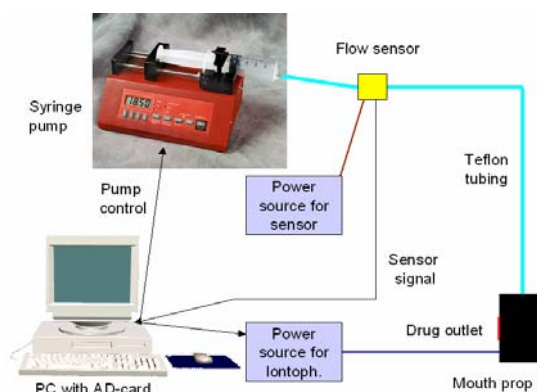 Flow sensor
1850
Syringe
pump
Teflon
tubing
Pump
control
Power
source for
sensor
Sensor
signal
Drug outlet
Power
source for
Iontoph.
PC with AD-card
Mouth prop